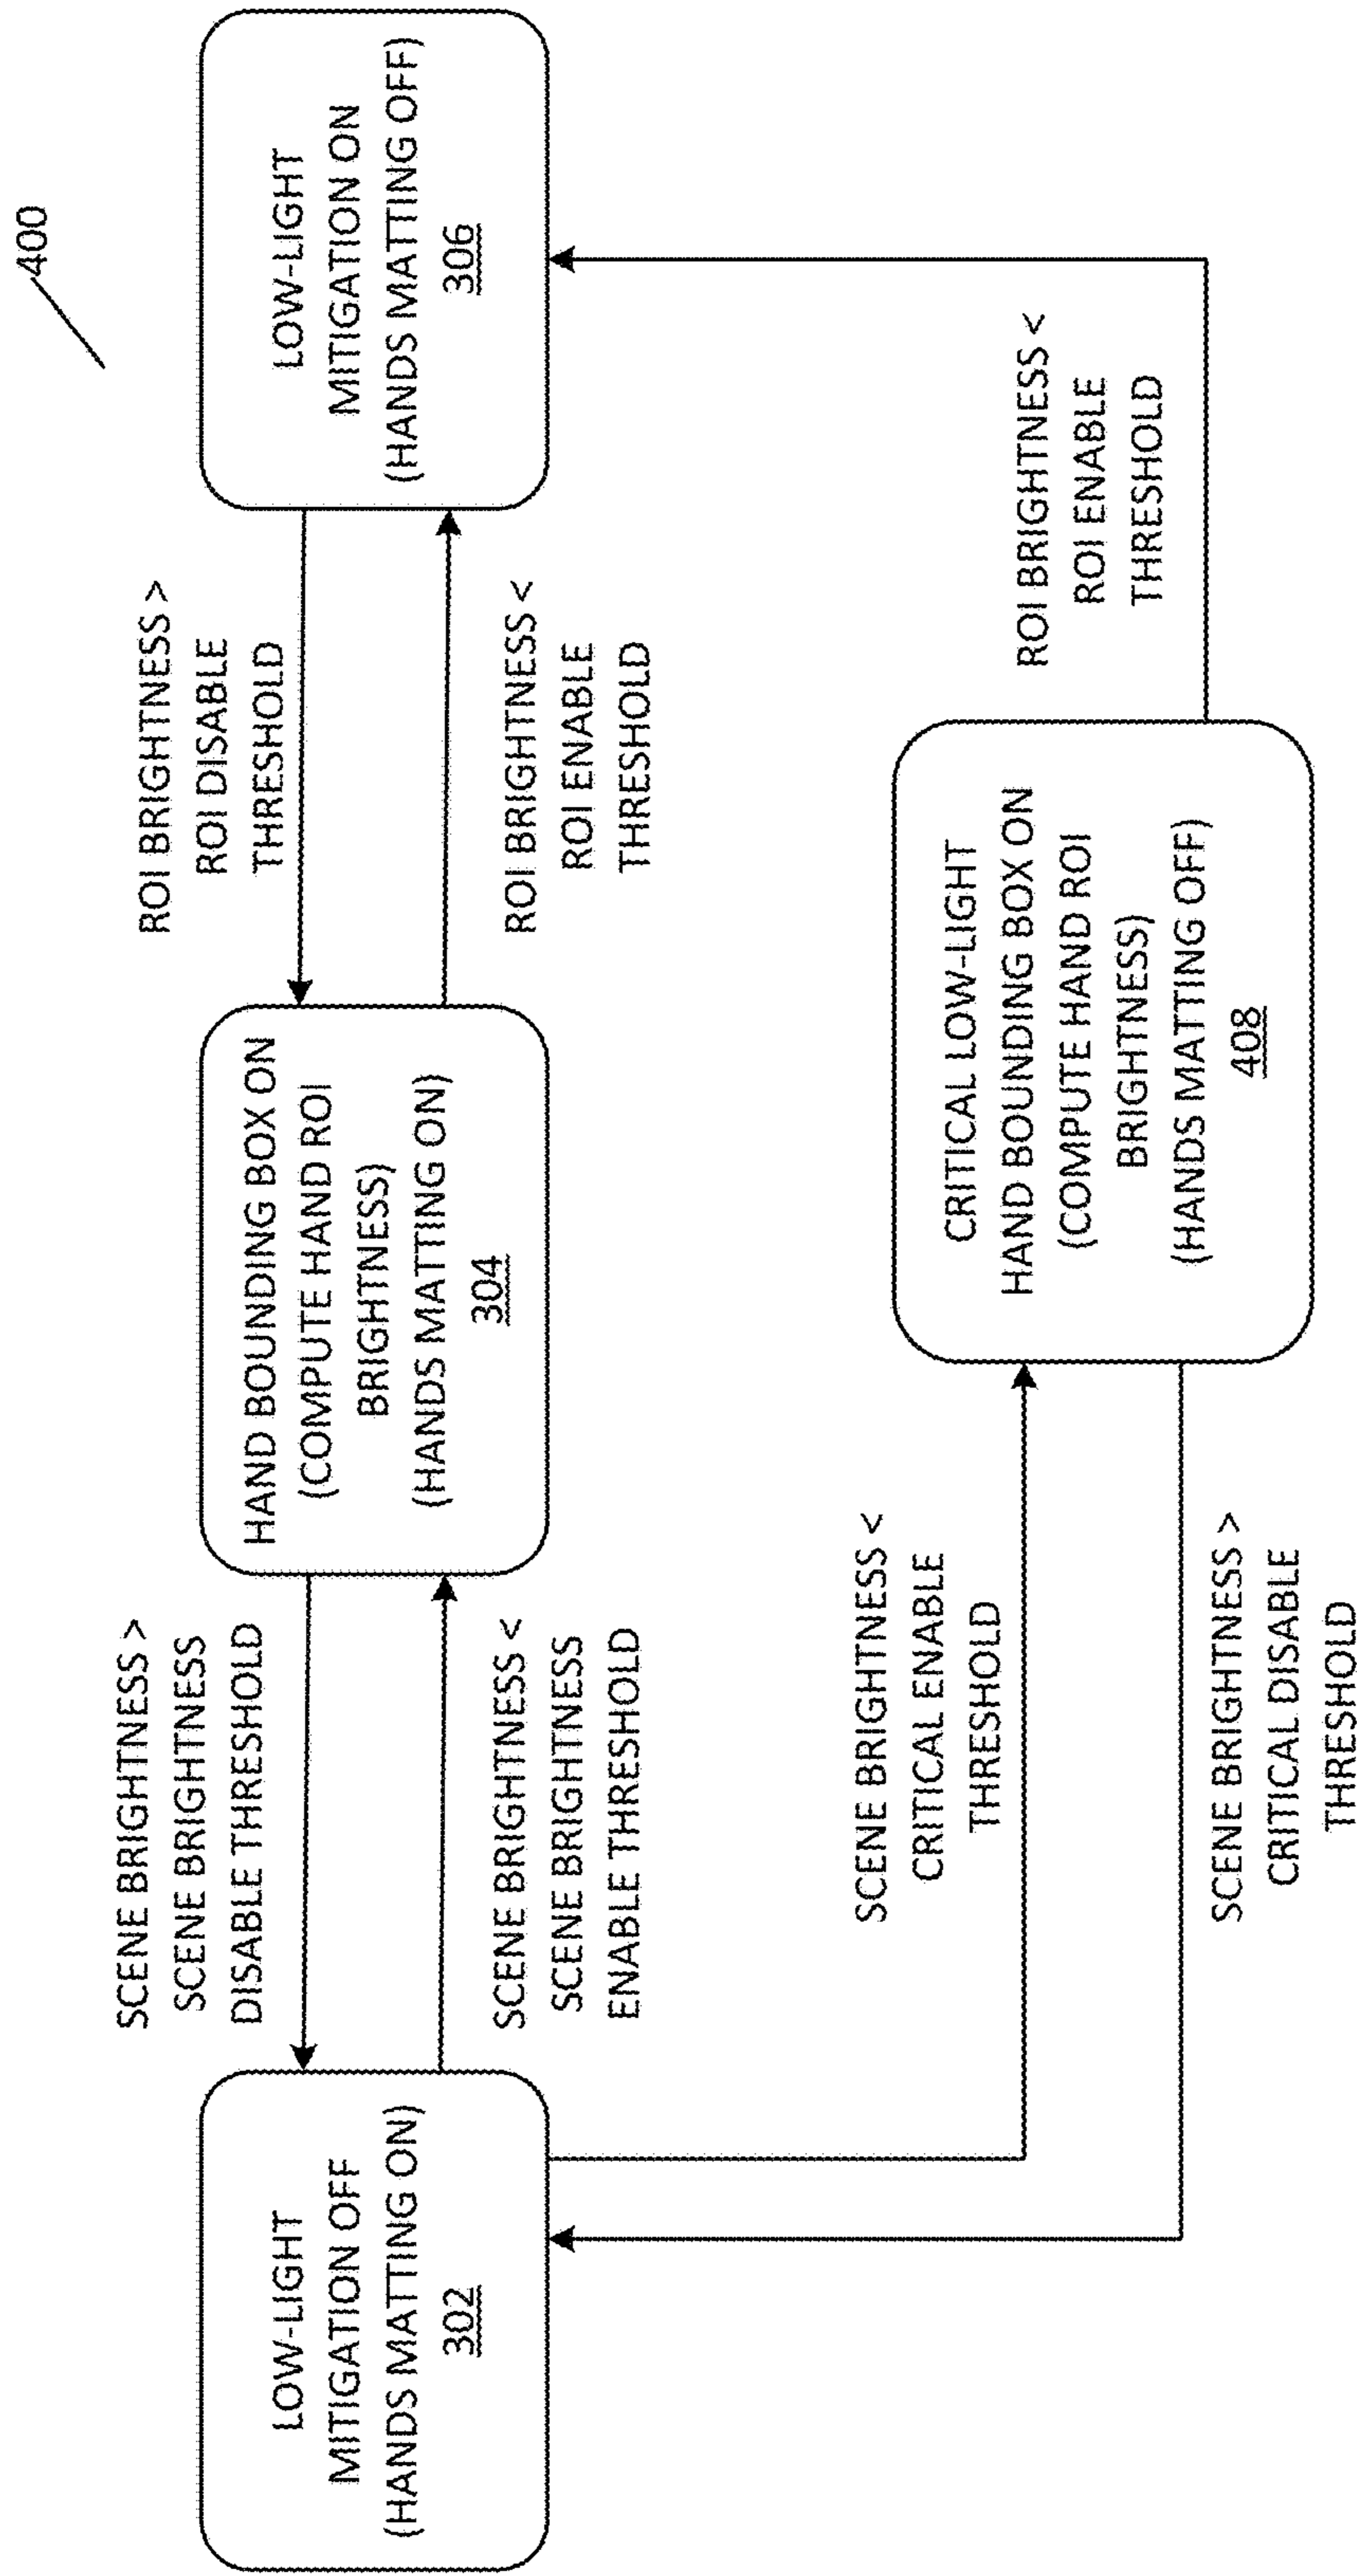 400
LOW-LIGHT
MITIGATION OFF
(HANDS MATTING ON)
302
SCENE BRIGHTNESS >
SCENE BRIGHTNESS
DISABLE THRESHOLD
SCENE BRIGHTNESS <
SCENE BRIGHTNESS
ENABLE THRESHOLD
HAND BOUNDING BOX ON
(COMPUTE HAND ROI
BRIGHTNESS)
(HANDS MATTING ON)
304
ROI BRIGHTNESS >
ROI DISABLE
THRESHOLD
ROI BRIGHTNESS <
ROI ENABLE
THRESHOLD
LOW-LIGHT
MITIGATION ON
(HANDS MATTING OFF)
306
SCENE BRIGHTNESS <
CRITICAL ENABLE
THRESHOLD
SCENE BRIGHTNESS >
CRITICAL DISABLE
THRESHOLD
CRITICAL LOW-LIGHT
HAND BOUNDING BOX ON
(COMPUTE HAND ROI
BRIGHTNESS)
(HANDS MATTING OFF)
408
ROI BRIGHTNESS <
ROI ENABLE
THRESHOLD